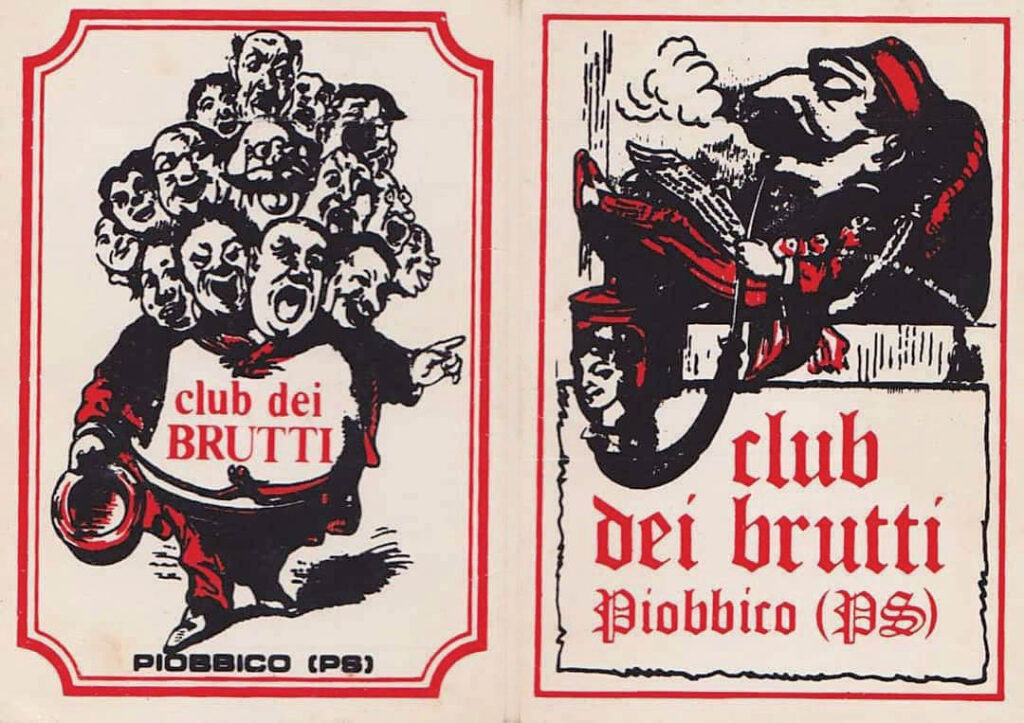 club dei
BRUTTI
PIOBBICO (PS)
club
dei brutti
Piobbico (PS)